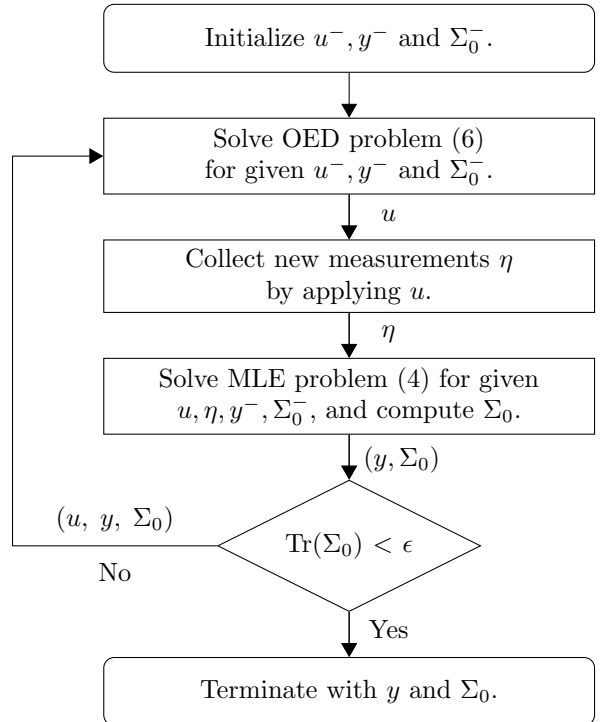 Initialize u⁻, y⁻ and Σ₀⁻.
Solve OED problem (6)
for given u⁻, y⁻ and Σ₀⁻.
u
Collect new measurements η
by applying u.
η
Solve MLE problem (4) for given
u, η, y⁻, Σ₀⁻, and compute Σ₀.
(y, Σ₀)
(u, y, Σ₀)
Tr(Σ₀) < ϵ
No
Yes
Terminate with y and Σ₀.